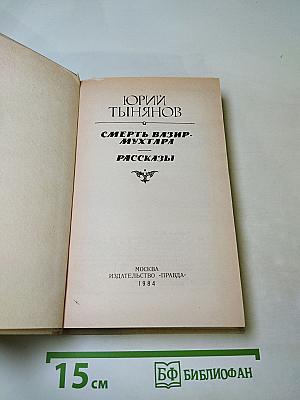 ЮРИЙ
ТЫНЯНОВ
СМЕРТЬ ВАЗИР-
МУХТАРА
РАССКАЗЫ
МОСКВА
ИЗДАТЕЛЬСТВО «ПРАВДА»
1984
15 см
БФ БИБЛИОФАН